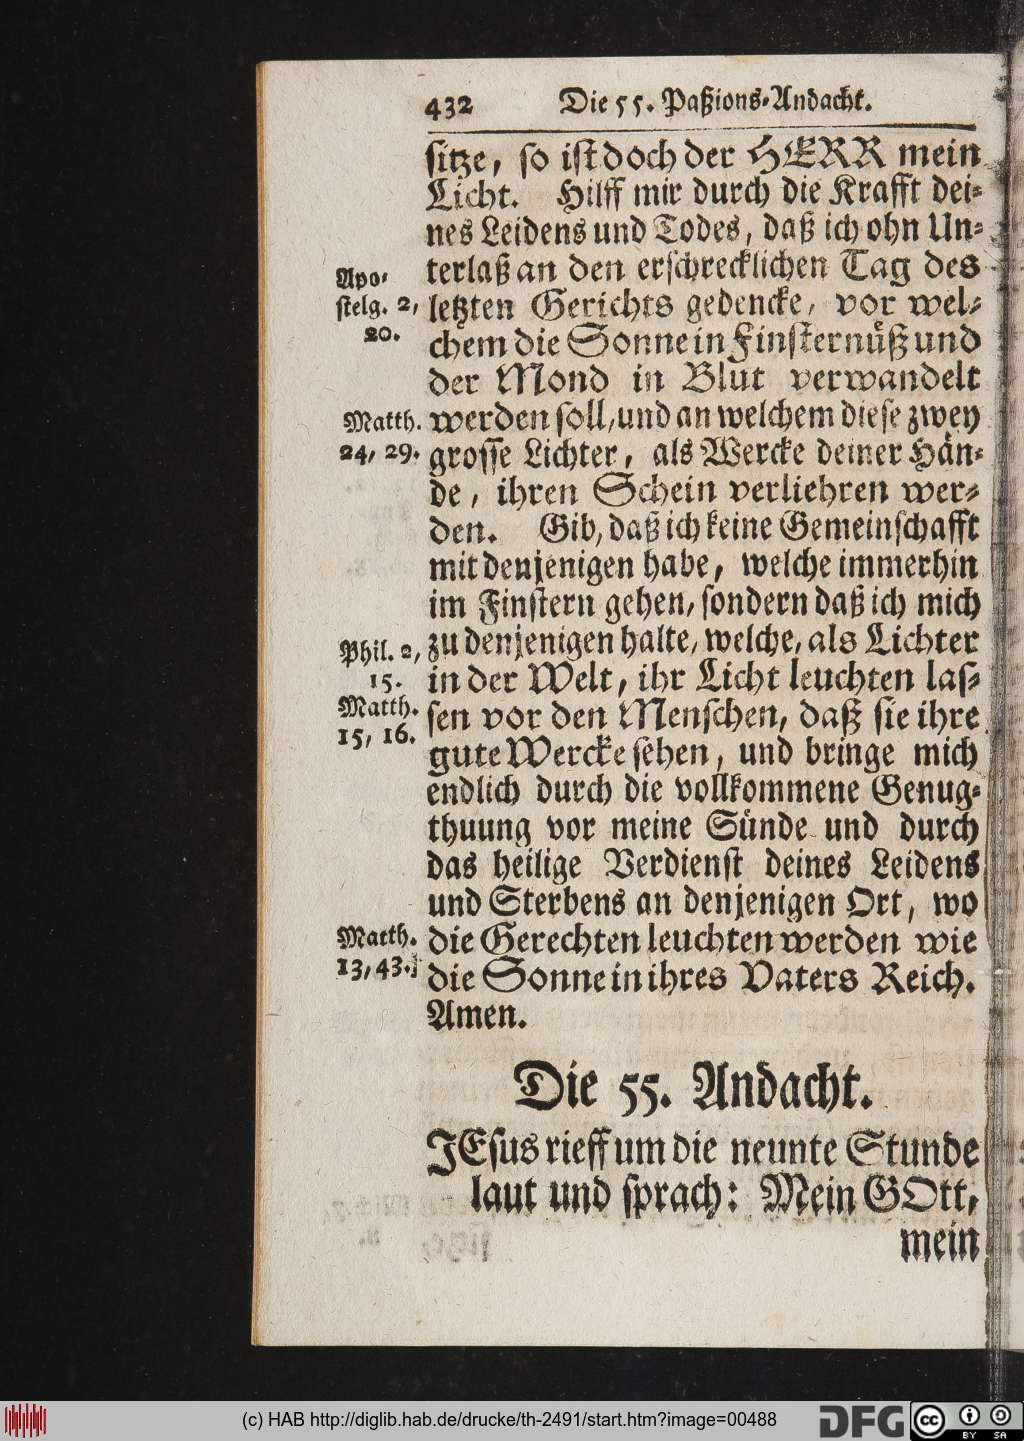 432 Die 55. Paßions-Andacht.
sitze, so ist doch der HERR mein
Licht. Hilff mir durch die Krafft dei-
nes Leidens und Todes, daß ich ohn Un-
terlaß an den erschrecklichen Tag des
Apo-
stelg. 2,
20.
letzten Gerichts gedencke, vor wel-
chem die Sonne in Finsternüß und
der Mond in Blut verwandelt
Matth.
24, 29.
werden soll, und an welchem diese zwey
grosse Lichter, als Wercke deiner Hän-
de, ihren Schein verliehren wer-
den. Gib, daß ich keine Gemeinschafft
mit denjenigen habe, welche immerhin
im Finstern gehen, sondern daß ich mich
Phil. 2,
15.
zu denjenigen halte, welche, als Lichter
in der Welt, ihr Licht leuchten las-
Matth.
15, 16.
sen vor den Menschen, daß sie ihre
gute Wercke sehen, und bringe mich
endlich durch die vollkommene Genug-
thuung vor meine Sünde und durch
das heilige Verdienst deines Leidens
und Sterbens an denjenigen Ort, wo
Matth.
13, 43.
die Gerechten leuchten werden wie
die Sonne in ihres Vaters Reich.
Amen.
Die 55. Andacht.
JEsus rieff um die neunte Stunde
laut und sprach: Mein GOtt,
mein
(c) HAB http://diglib.hab.de/drucke/th-2491/start.htm?image=00488
DFG
cc BY SA